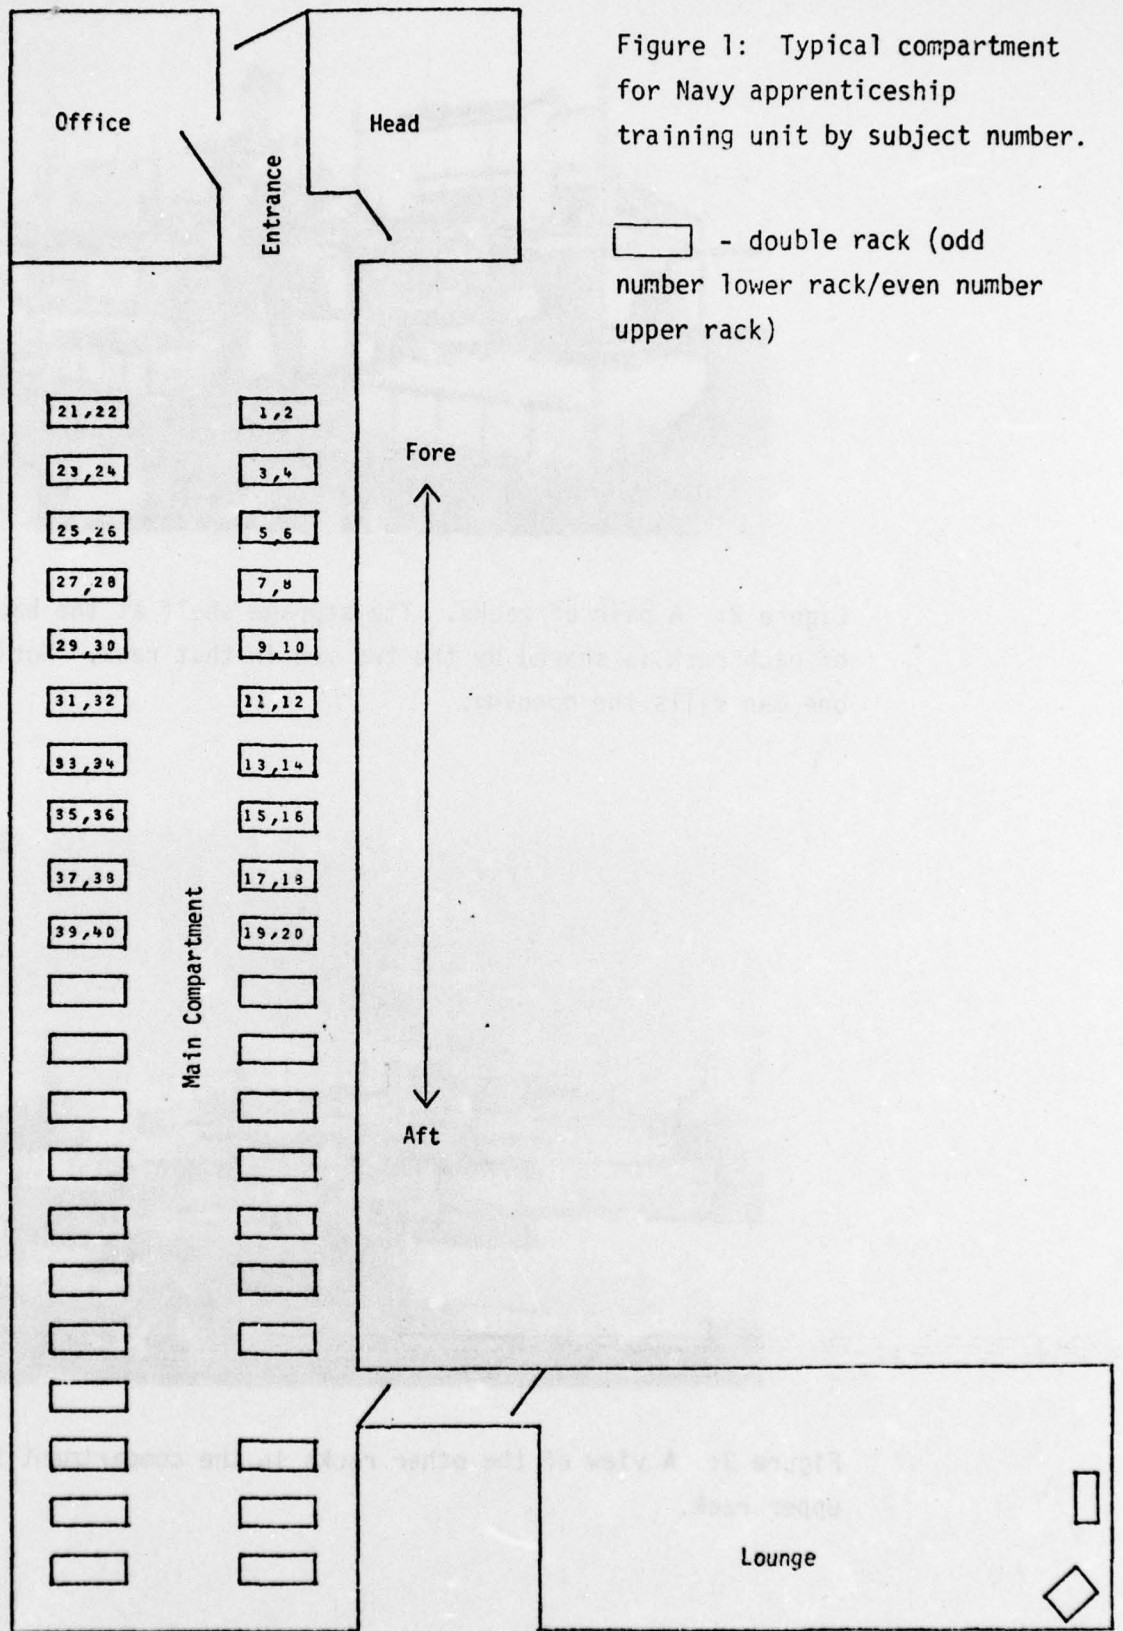 Figure 1: Typical compartment
for Navy apprenticeship
training unit by subject number.
- double rack (odd
number lower rack/even number
upper rack)
Office
Entrance
Head
21,22
1,2
23,24
3,4
25,26
5,6
27,28
7,8
29,30
9,10
31,32
11,12
33,34
13,14
35,36
15,16
37,38
17,18
39,40
19,20
Main Compartment
Fore
Aft
Lounge